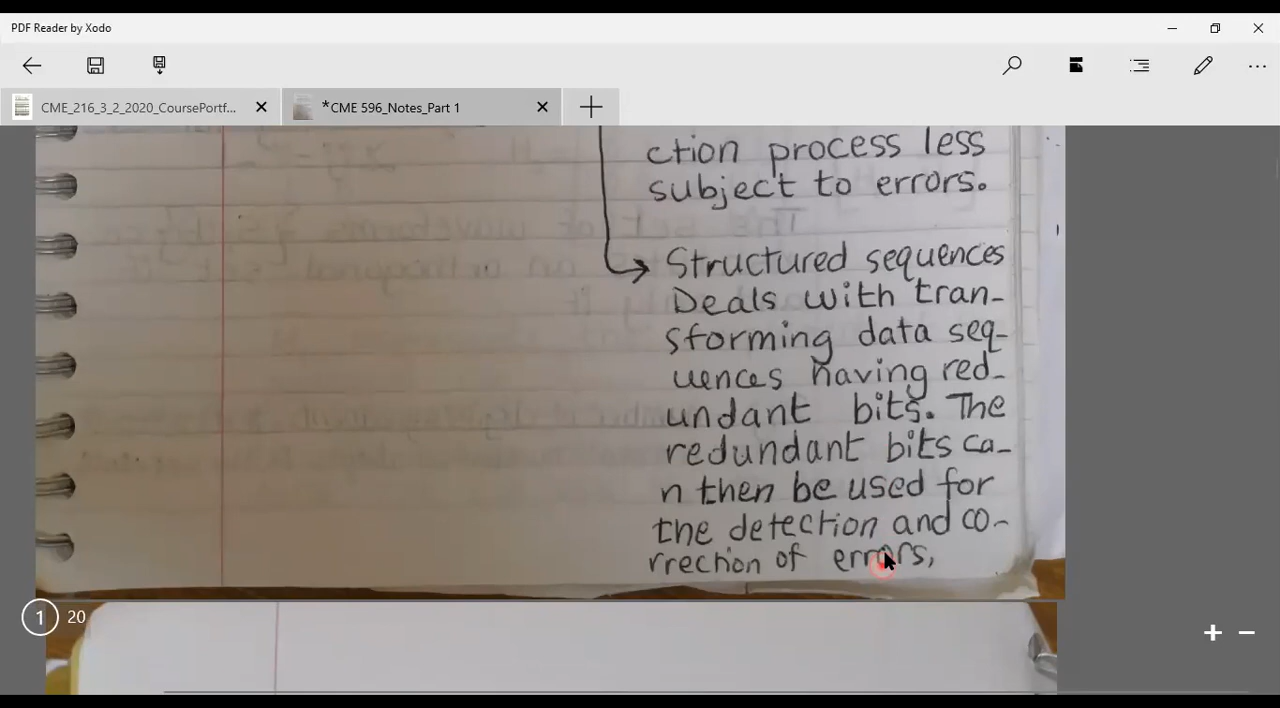 PDF Reader by Xodo
CME_216_3_2_2020_CoursePortf...
*CME 596_Notes_Part 1
ction process less
subject to errors.
Structured sequences
Deals with tran-
sforming data seq-
uences having red-
undant bits. The
redundant bits ca-
n then be used for
the detection and co-
rrection of errors,
1 20